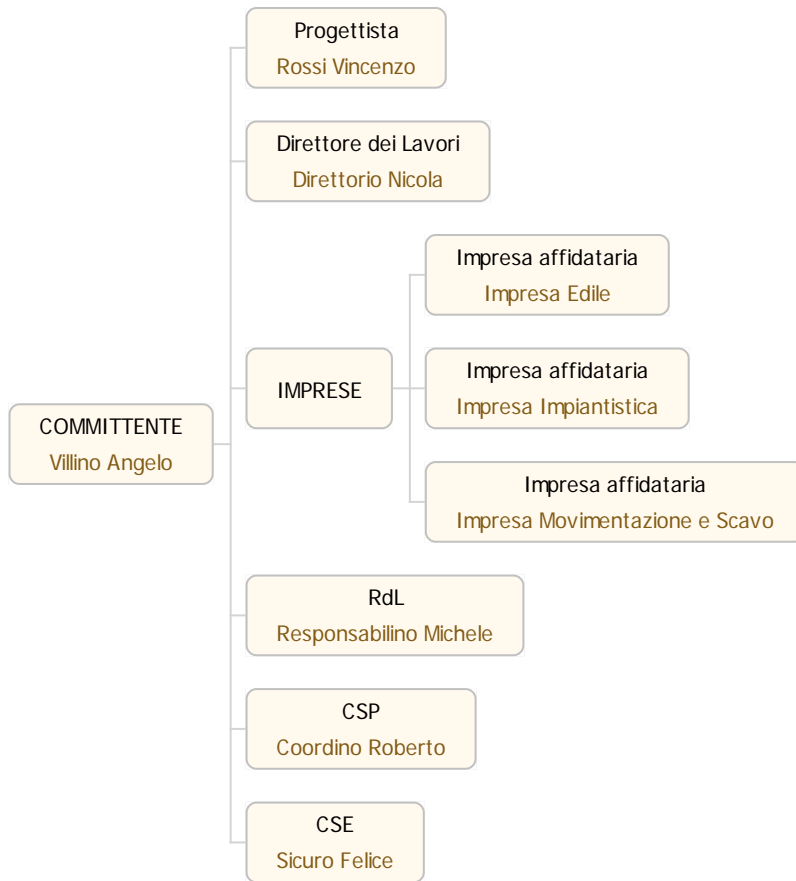 Progettista
Rossi Vincenzo
Direttore dei Lavori
Direttorio Nicola
Impresa affidataria
Impresa Edile
IMPRESE
Impresa affidataria
Impresa Impiantistica
COMMITTENTE
Villino Angelo
Impresa affidataria
Impresa Movimentazione e Scavo
RdL
Responsabilino Michele
CSP
Coordino Roberto
CSE
Sicuro Felice